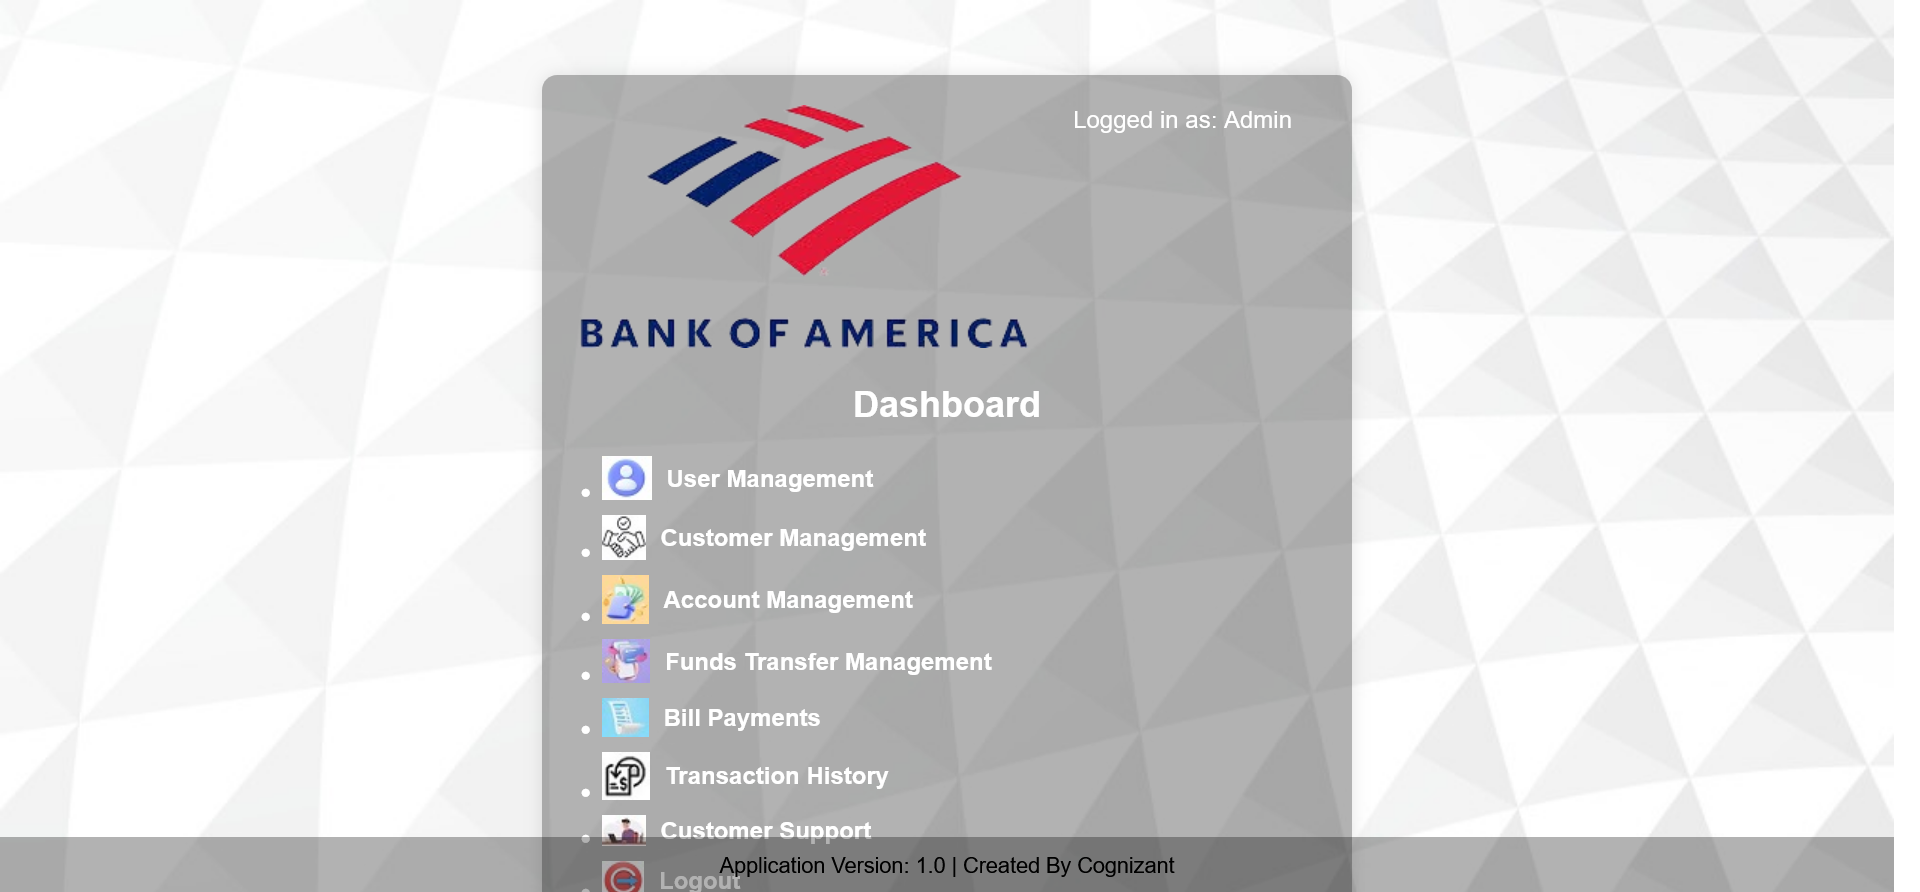 Logged in as: Admin
BANK OF AMERICA
Dashboard
User Management
Customer Management
Account Management
Funds Transfer Management
Bill Payments
Transaction History
Customer Support
Application Version: 1.0 | Created By Cognizant
Logout